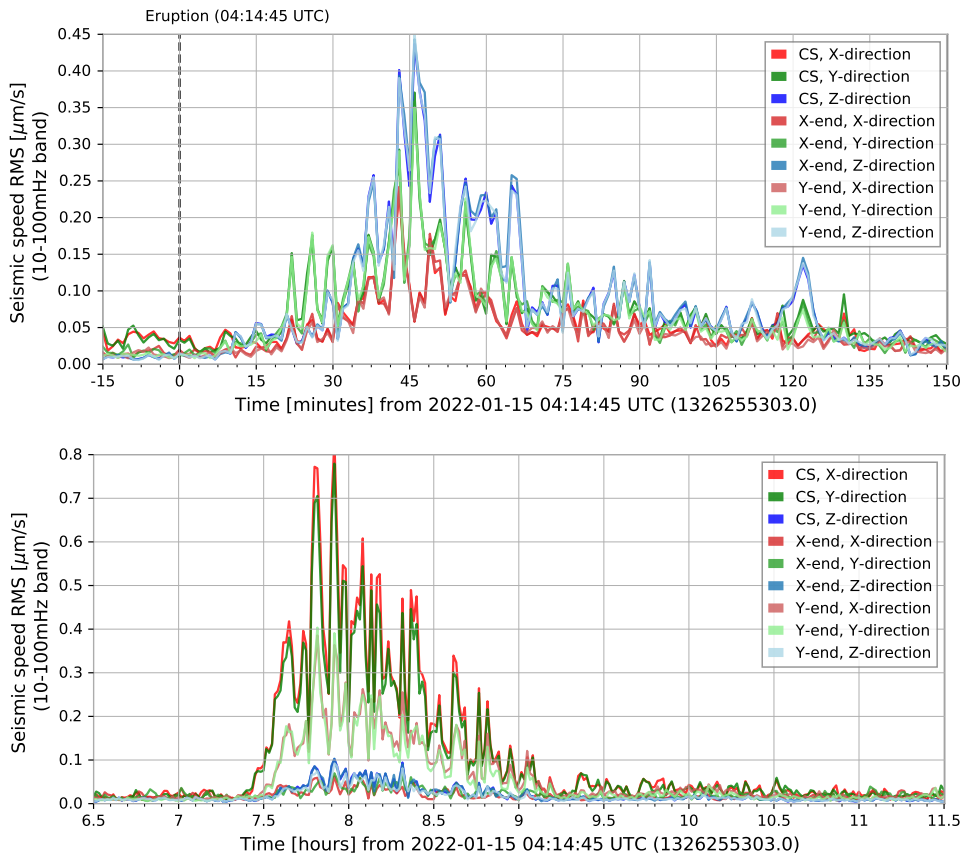 Eruption (04:14:45 UTC)
0.45
0.40
0.35
0.30
0.25
0.20
0.15
0.10
0.05
0.00
Seismic speed RMS [μm/s]
(10-100mHz band)
CS, X-direction
CS, Y-direction
CS, Z-direction
X-end, X-direction
X-end, Y-direction
X-end, Z-direction
Y-end, X-direction
Y-end, Y-direction
Y-end, Z-direction
-15 0 15 30 45 60 75 90 105 120 135 150
Time [minutes] from 2022-01-15 04:14:45 UTC (1326255303.0)
0.8
0.7
0.6
0.5
0.4
0.3
0.2
0.1
0.0
Seismic speed RMS [μm/s]
(10-100mHz band)
CS, X-direction
CS, Y-direction
CS, Z-direction
X-end, X-direction
X-end, Y-direction
X-end, Z-direction
Y-end, X-direction
Y-end, Y-direction
Y-end, Z-direction
6.5 7 7.5 8 8.5 9 9.5 10 10.5 11 11.5
Time [hours] from 2022-01-15 04:14:45 UTC (1326255303.0)